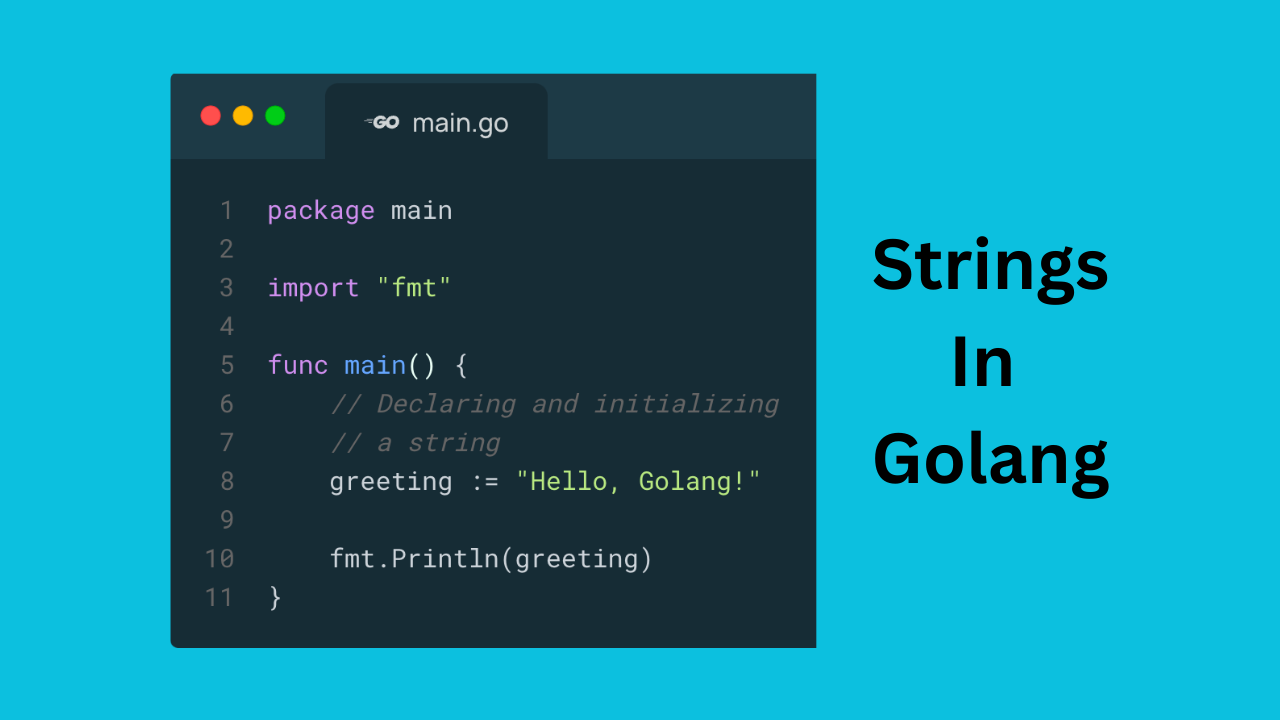 GO main.go
1 package main
2
3 import "fmt"
4
5 func main() {
6     // Declaring and initializing
7     // a string
8     greeting := "Hello, Golang!"
9
10     fmt.Println(greeting)
11 }
Strings
In
Golang